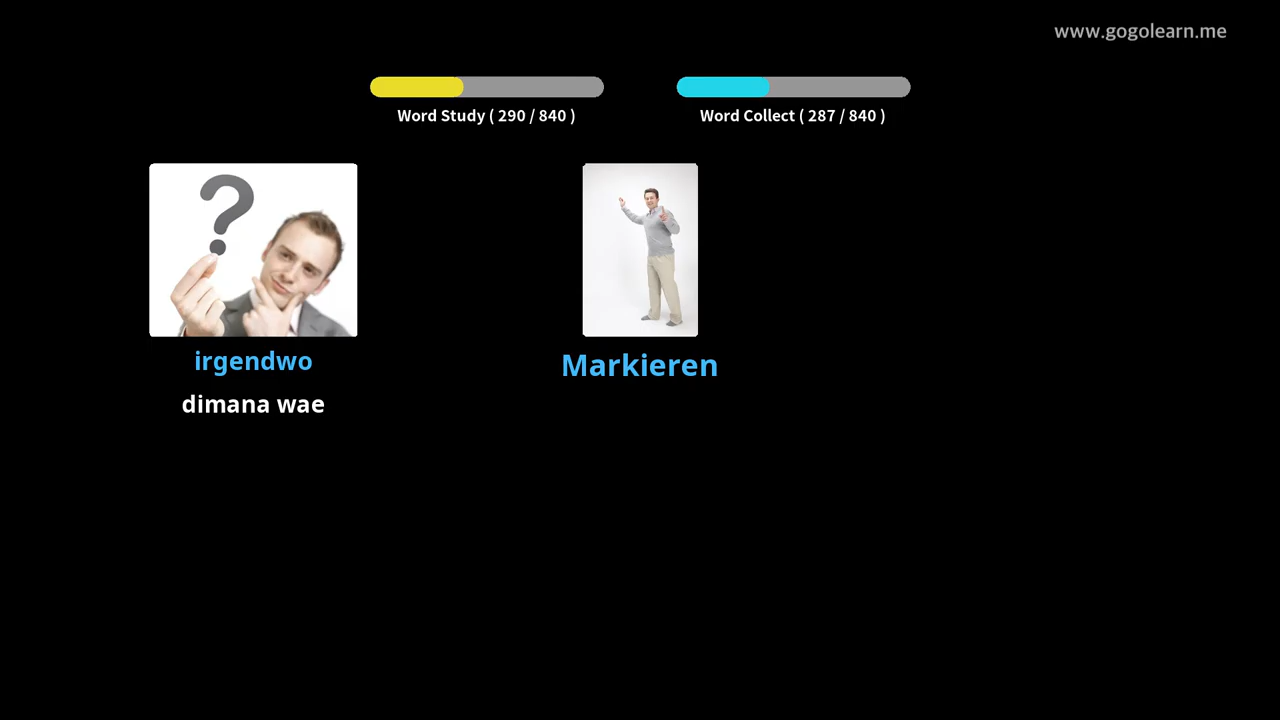 www.gogolearn.me
Word Study ( 290 / 840 )
Word Collect ( 287 / 840 )
irgendwo
dimana wae
Markieren